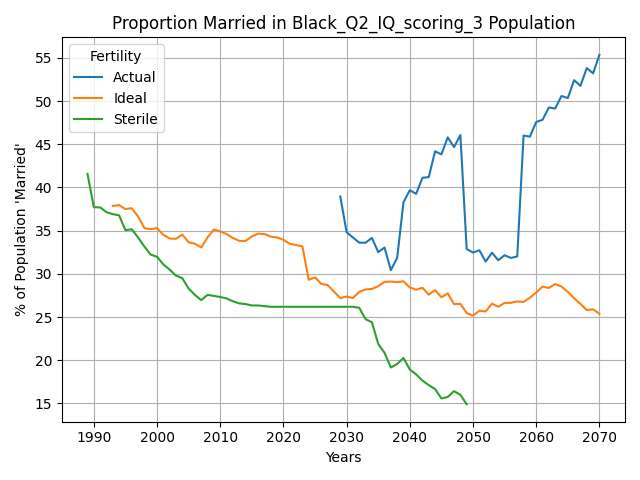 Proportion Married in Black_Q2_IQ_scoring_3 Population
Fertility
Actual
Ideal
Sterile
% of Population 'Married'
55
50
45
40
35
30
25
20
15
1990
2000
2010
2020
2030
2040
2050
2060
2070
Years